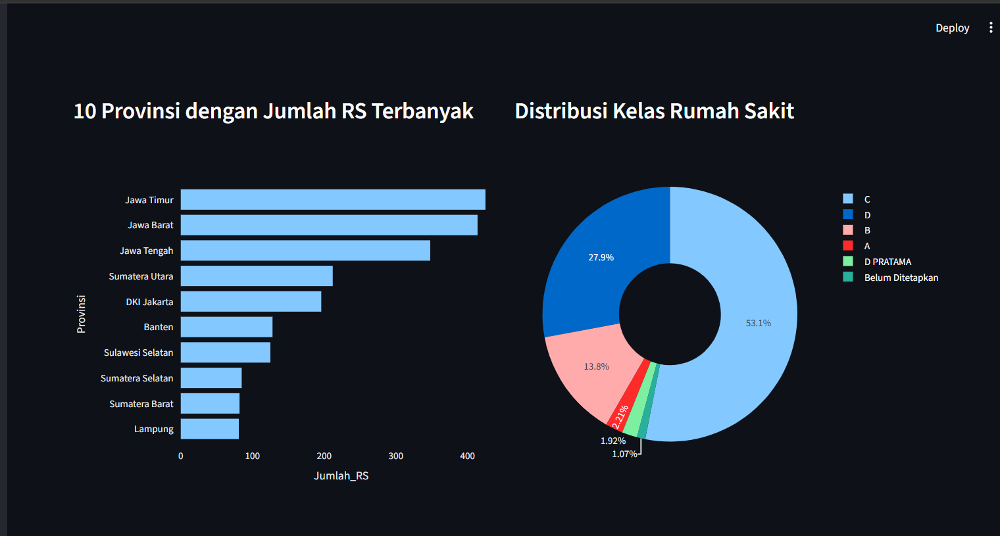 Deploy
10 Provinsi dengan Jumlah RS Terbanyak
Provinsi
Jawa Timur
Jawa Barat
Jawa Tengah
Sumatera Utara
DKI Jakarta
Banten
Sulawesi Selatan
Sumatera Selatan
Sumatera Barat
Lampung
0 100 200 300 400
Jumlah_RS
Distribusi Kelas Rumah Sakit
27.9%
53.1%
13.8%
2.21%
1.92%
1.07%
C
D
B
A
D PRATAMA
Belum Ditetapkan